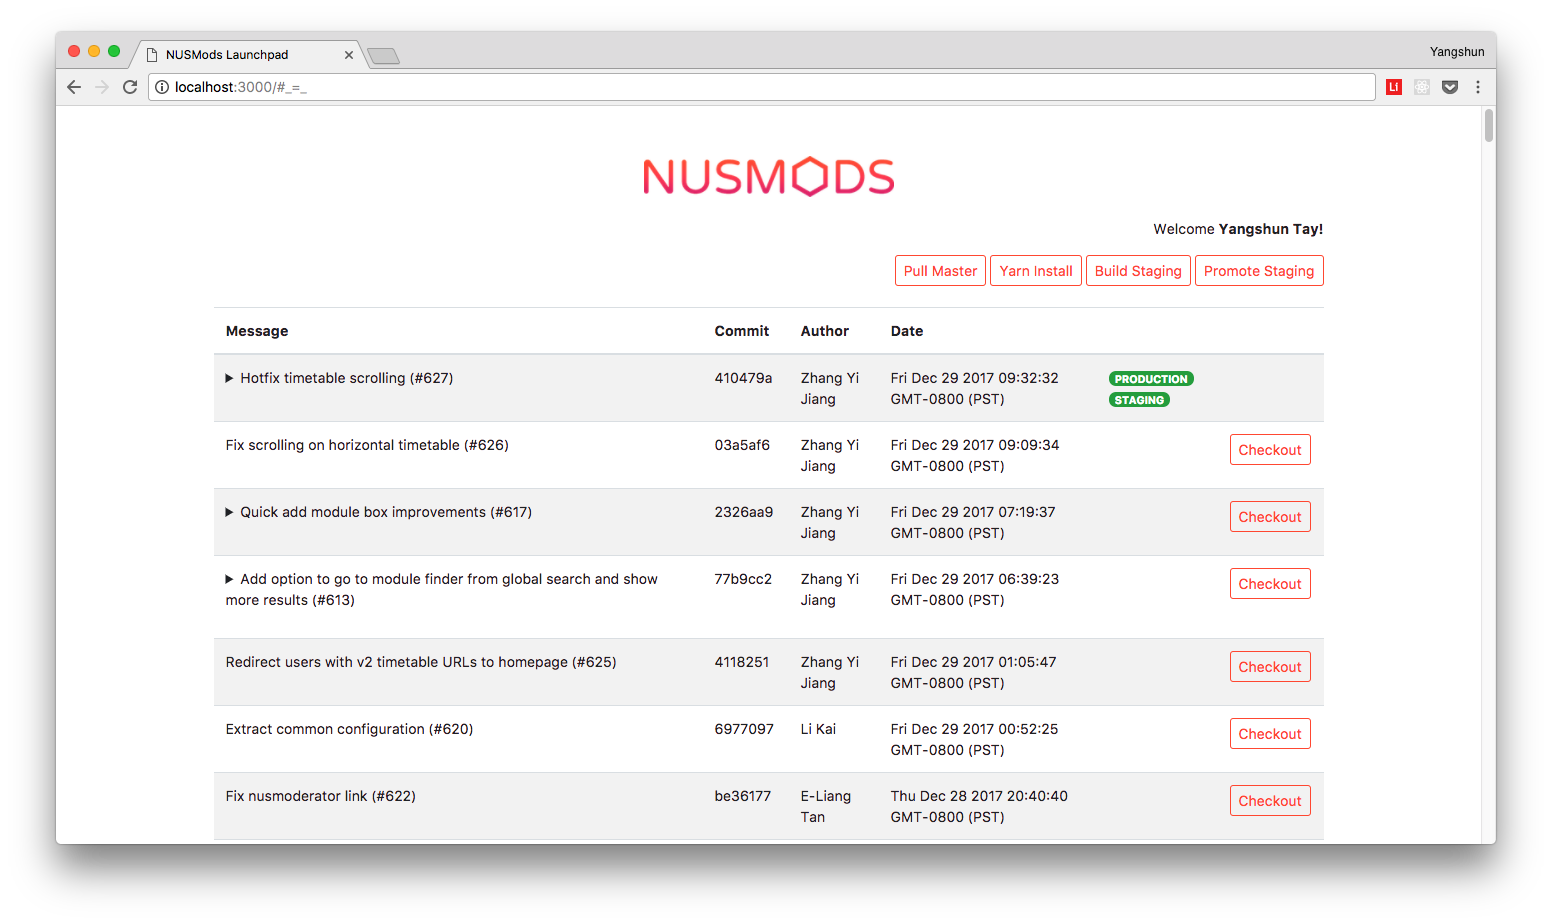 NUSMods Launchpad
Yangshun
localhost:3000/#_=_
Li
NUSMODS
Welcome Yangshun Tay!
Pull Master Yarn Install Build Staging Promote Staging
Message Commit Author Date
Hotfix timetable scrolling (#627) 410479a Zhang Yi Fri Dec 29 2017 09:32:32 PRODUCTION
Jiang GMT-0800 (PST) STAGING
Fix scrolling on horizontal timetable (#626) 03a5af6 Zhang Yi Fri Dec 29 2017 09:09:34 Checkout
Jiang GMT-0800 (PST)
Quick add module box improvements (#617) 2326aa9 Zhang Yi Fri Dec 29 2017 07:19:37 Checkout
Jiang GMT-0800 (PST)
Add option to go to module finder from global search and show 77b9cc2 Zhang Yi Fri Dec 29 2017 06:39:23 Checkout
more results (#613) Jiang GMT-0800 (PST)
Redirect users with v2 timetable URLs to homepage (#625) 4118251 Zhang Yi Fri Dec 29 2017 01:05:47 Checkout
Jiang GMT-0800 (PST)
Extract common configuration (#620) 6977097 Li Kai Fri Dec 29 2017 00:52:25 Checkout
GMT-0800 (PST)
Fix nusmoderator link (#622) be36177 E-Liang Thu Dec 28 2017 20:40:40 Checkout
Tan GMT-0800 (PST)